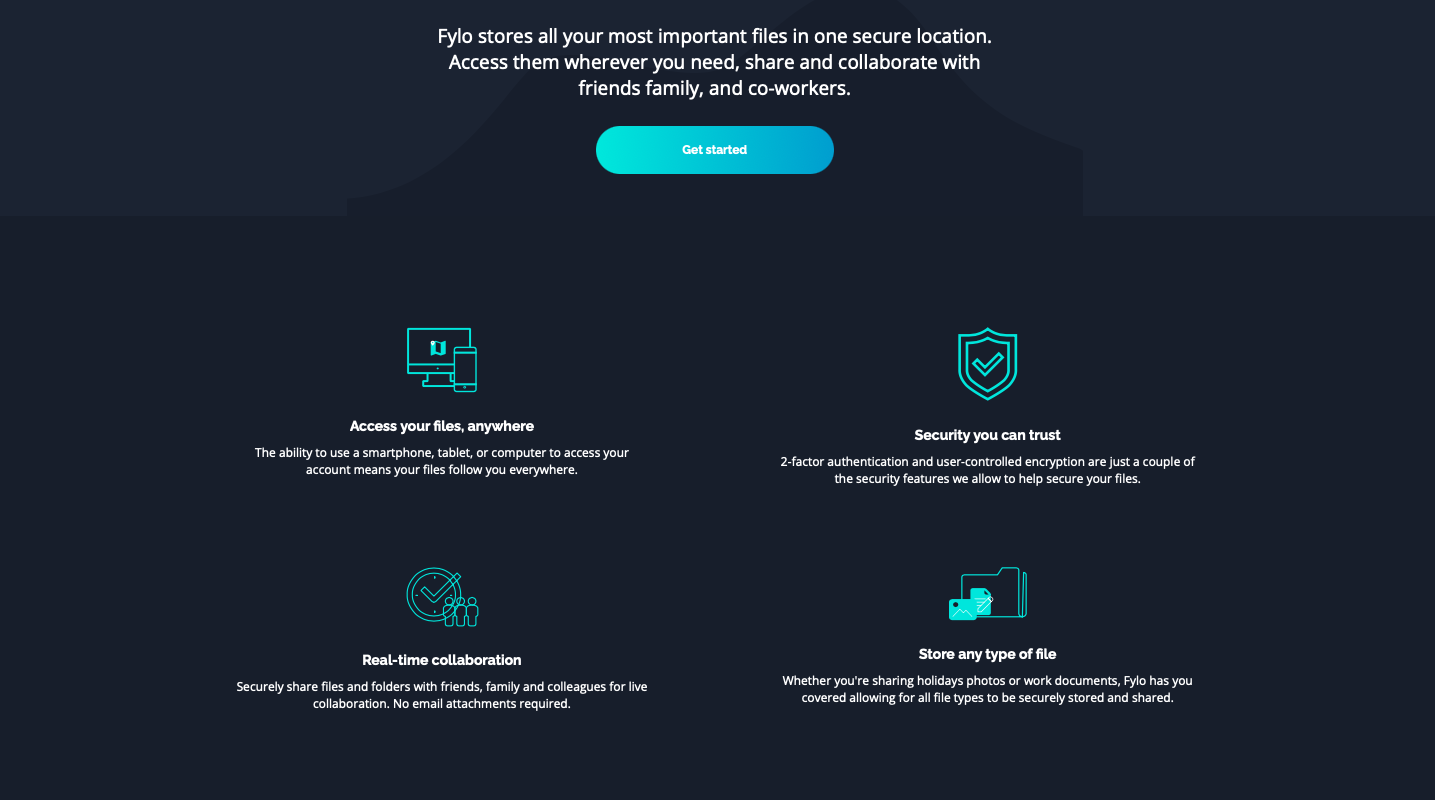 Fylo stores all your most important files in one secure location.
Access them wherever you need, share and collaborate with
friends family, and co-workers.
Get started
Access your files, anywhere
The ability to use a smartphone, tablet, or computer to access your
account means your files follow you everywhere.
Security you can trust
2-factor authentication and user-controlled encryption are just a couple of
the security features we allow to help secure your files.
Real-time collaboration
Securely share files and folders with friends, family and colleagues for live
collaboration. No email attachments required.
Store any type of file
Whether you're sharing holidays photos or work documents, Fylo has you
covered allowing for all file types to be securely stored and shared.